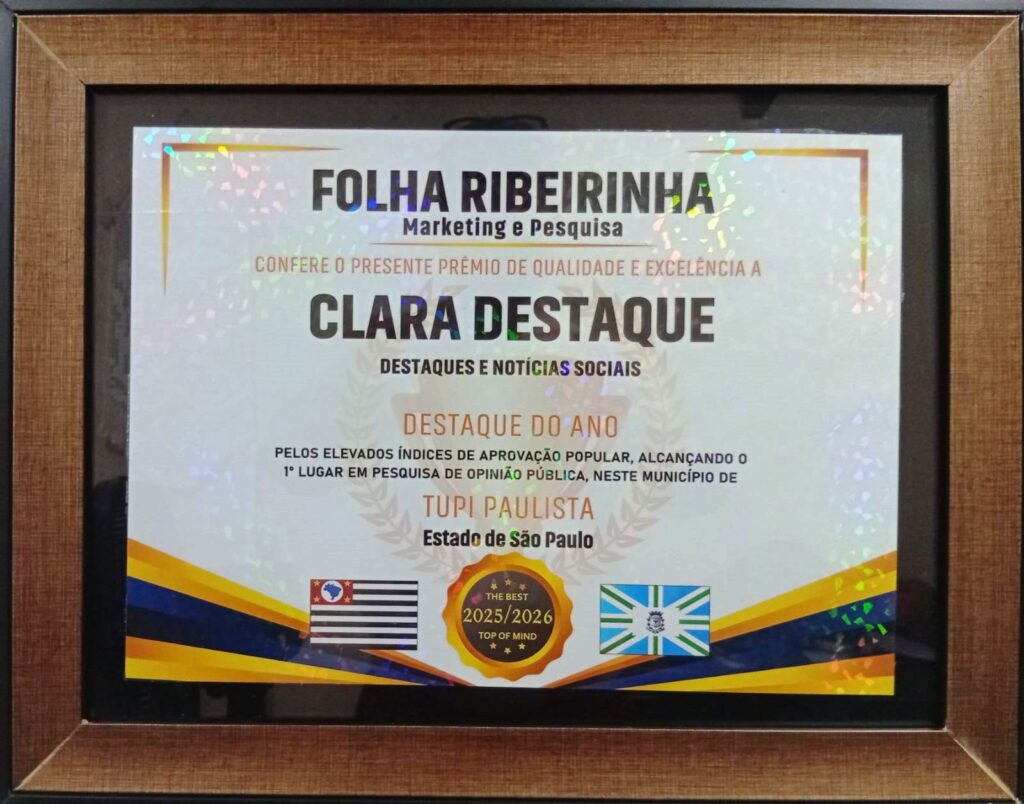 FOLHA RIBEIRINHA
Marketing e Pesquisa
CONFERE O PRESENTE PRÊMIO DE QUALIDADE E EXCELÊNCIA A
CLARA DESTAQUE
DESTAQUES E NOTÍCIAS SOCIAIS
DESTAQUE DO ANO
PELOS ELEVADOS ÍNDICES DE APROVAÇÃO POPULAR, ALCANÇANDO O
1º LUGAR EM PESQUISA DE OPINIÃO PÚBLICA, NESTE MUNICÍPIO DE
TUPI PAULISTA
Estado de São Paulo
THE BEST
2025/2026
TOP OF MIND